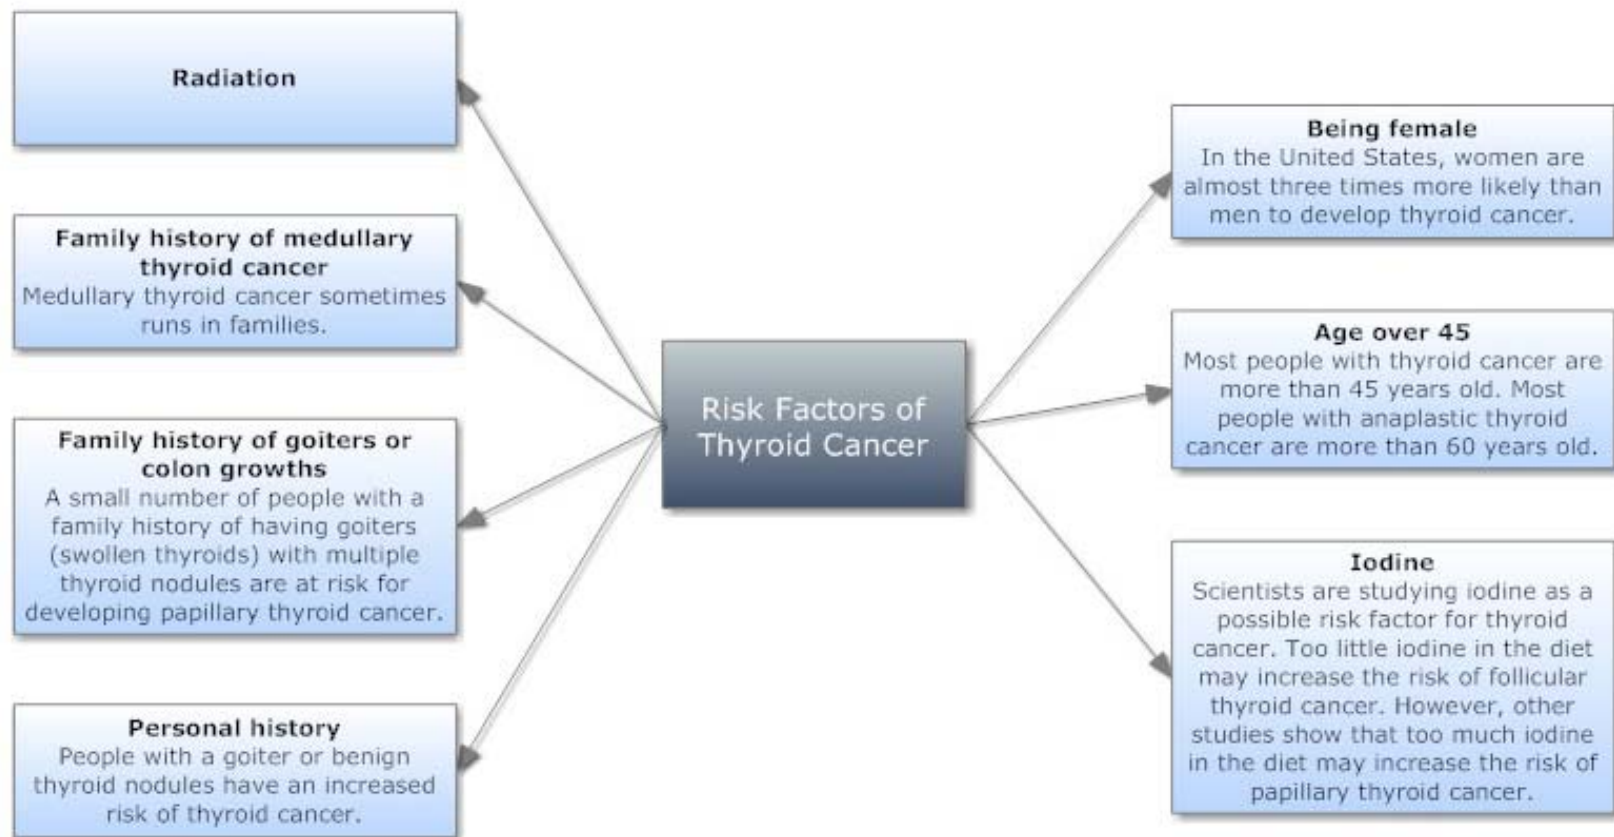 Radiation
Family history of medullary
thyroid cancer
Medullary thyroid cancer sometimes
runs in families.
Family history of goiters or
colon growths
A small number of people with a
family history of having goiters
(swollen thyroids) with multiple
thyroid nodules are at risk for
developing papillary thyroid cancer.
Personal history
People with a goiter or benign
thyroid nodules have an increased
risk of thyroid cancer.
Risk Factors of
Thyroid Cancer
Being female
In the United States, women are
almost three times more likely than
men to develop thyroid cancer.
Age over 45
Most people with thyroid cancer are
more than 45 years old. Most
people with anaplastic thyroid
cancer are more than 60 years old.
Iodine
Scientists are studying iodine as a
possible risk factor for thyroid
cancer. Too little iodine in the diet
may increase the risk of follicular
thyroid cancer. However, other
studies show that too much iodine
in the diet may increase the risk of
papillary thyroid cancer.